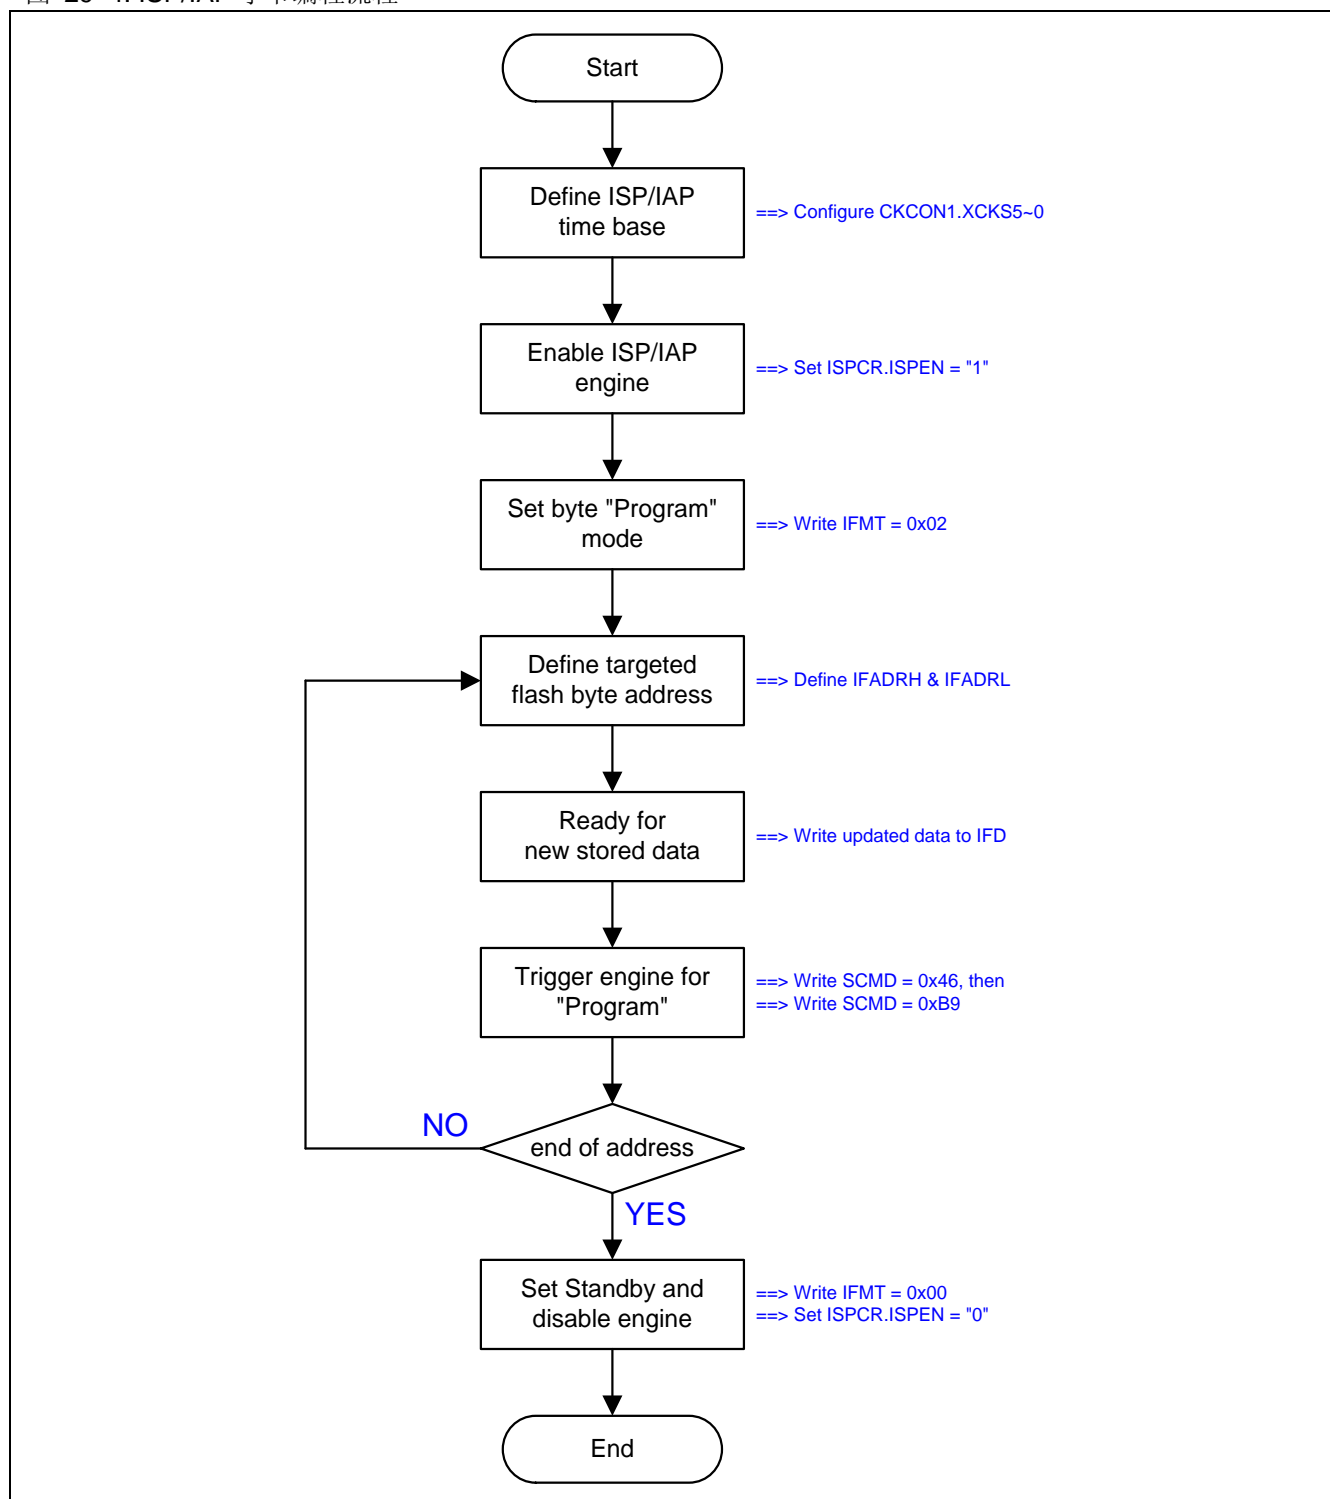 ISP/IAP
Start
Define ISP/IAP
time base
==> Configure CKCON1.XCKS5~0
Enable ISP/IAP
engine
==> Set ISPCR.ISPEN = "1"
Set byte "Program"
mode
==> Write IFMT = 0x02
Define targeted
flash byte address
==> Define IFADRH & IFADRL
Ready for
new stored data
==> Write updated data to IFD
Trigger engine for
"Program"
==> Write SCMD = 0x46, then
==> Write SCMD = 0xB9
NO
end of address
YES
Set Standby and
disable engine
==> Write IFMT = 0x00
==> Set ISPCR.ISPEN = "0"
End